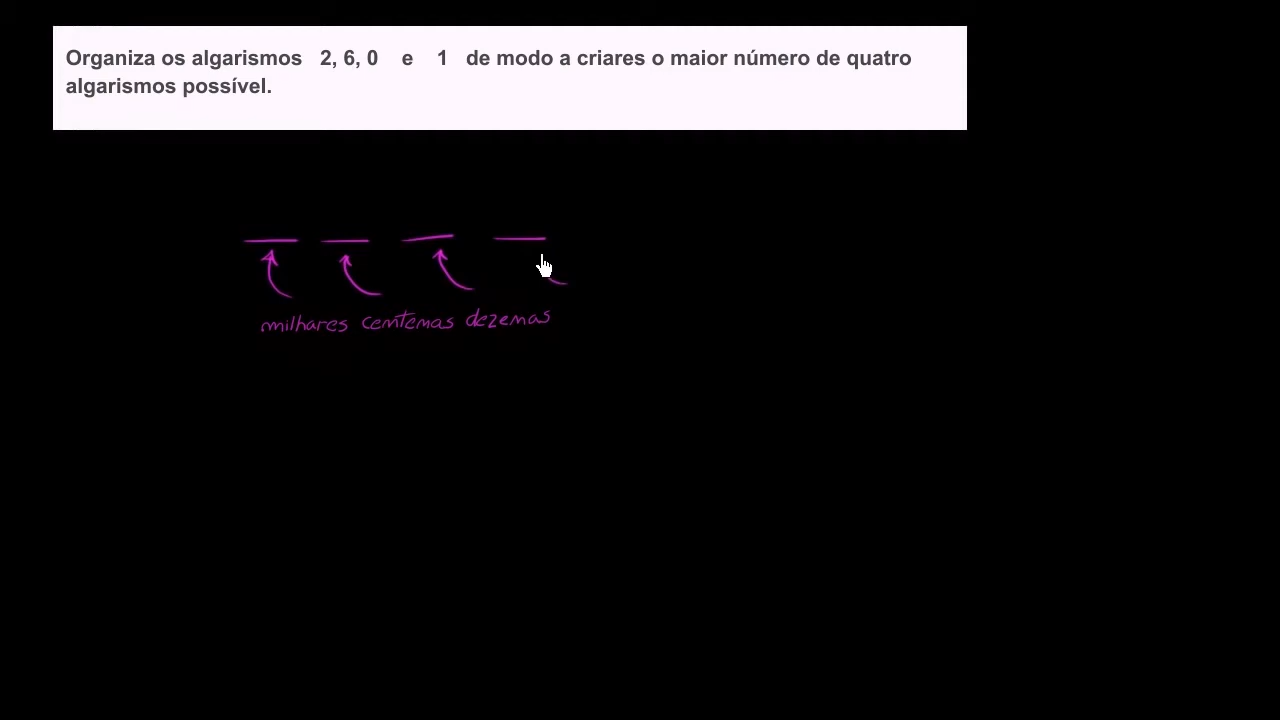 Organiza os algarismos 2, 6, 0 e 1 de modo a criares o maior número de quatro
algarismos possível.
milhares centenas dezenas